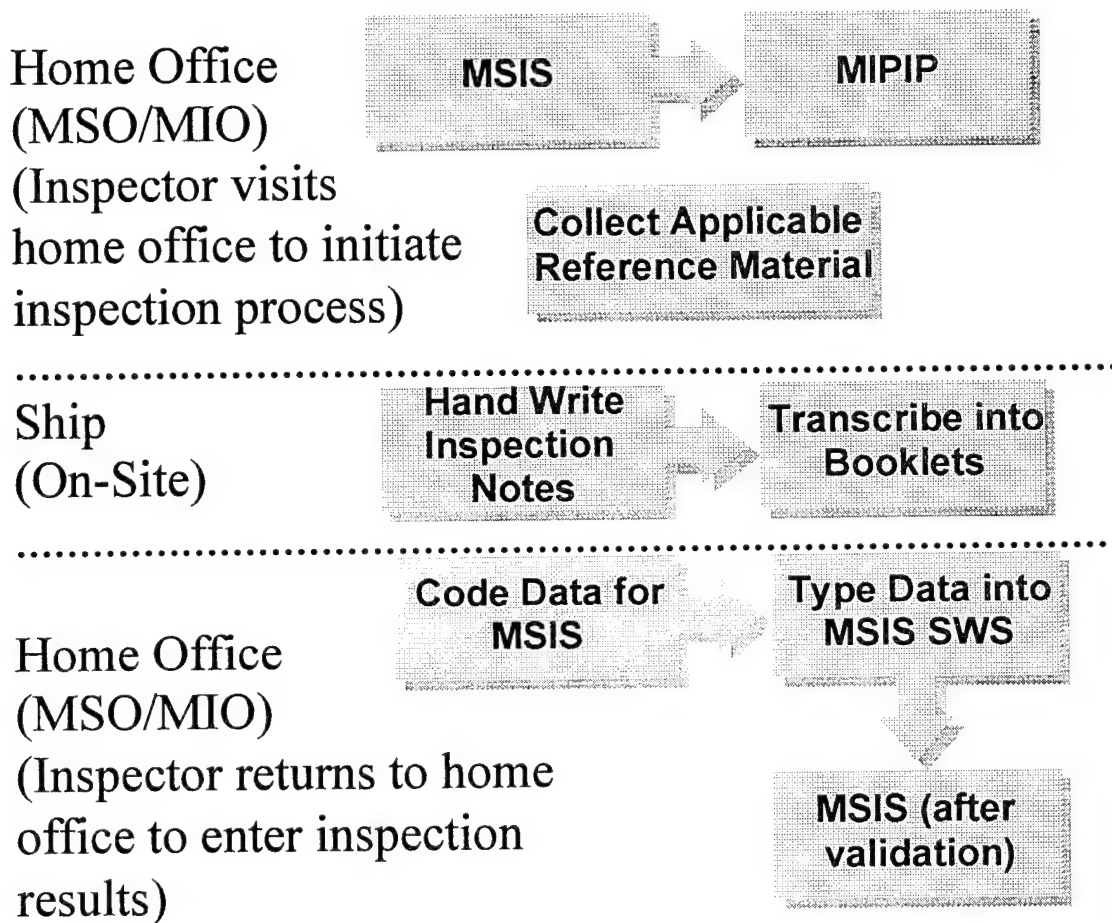 Home Office
(MSO/MIO)
(Inspector visits
home office to initiate
inspection process)
MSIS
MIPIP
Collect Applicable
Reference Material
Ship
(On-Site)
Hand Write
Inspection
Notes
Transcribe into
Booklets
Home Office
(MSO/MIO)
(Inspector returns to home
office to enter inspection
results)
Code Data for
MSIS
Type Data into
MSIS SWS
MSIS (after
validation)